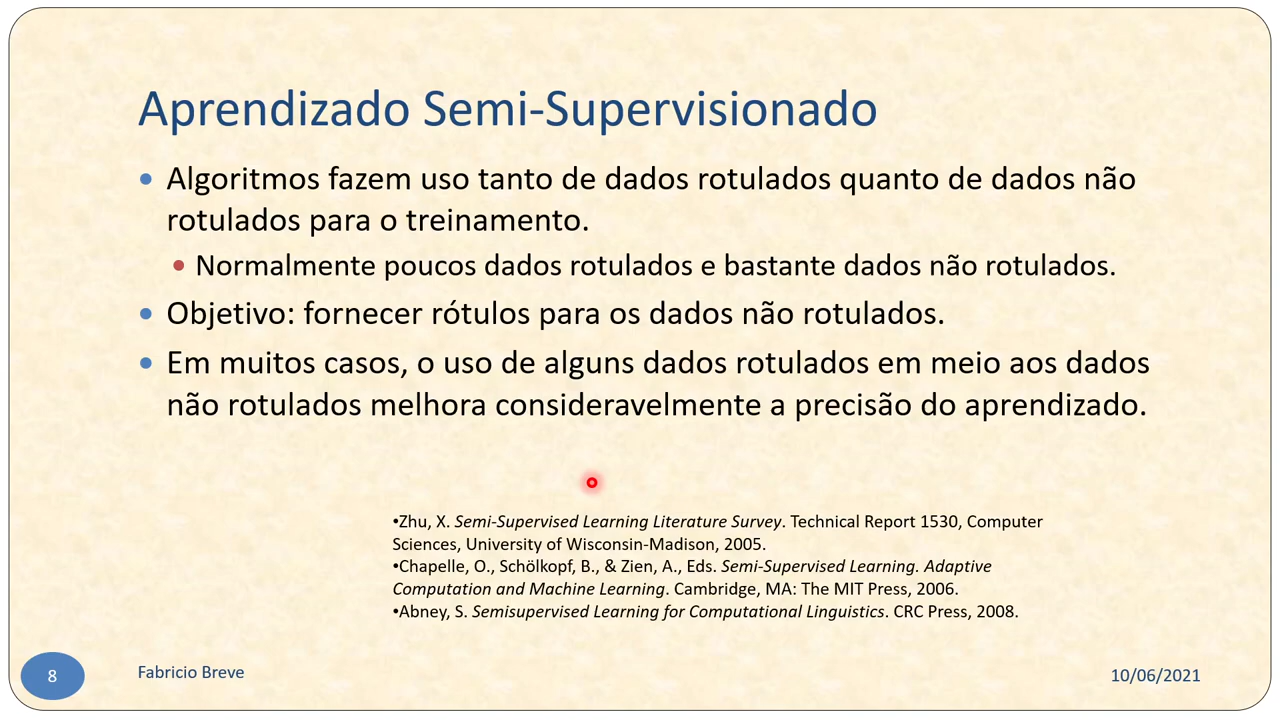 Aprendizado Semi-Supervisionado
• Algoritmos fazem uso tanto de dados rotulados quanto de dados não
rotulados para o treinamento.
• Normalmente poucos dados rotulados e bastante dados não rotulados.
• Objetivo: fornecer rótulos para os dados não rotulados.
• Em muitos casos, o uso de alguns dados rotulados em meio aos dados
não rotulados melhora consideravelmente a precisão do aprendizado.
•Zhu, X. Semi-Supervised Learning Literature Survey. Technical Report 1530, Computer
Sciences, University of Wisconsin-Madison, 2005.
•Chapelle, O., Schölkopf, B., & Zien, A., Eds. Semi-Supervised Learning. Adaptive
Computation and Machine Learning. Cambridge, MA: The MIT Press, 2006.
•Abney, S. Semisupervised Learning for Computational Linguistics. CRC Press, 2008.
8
Fabricio Breve
10/06/2021